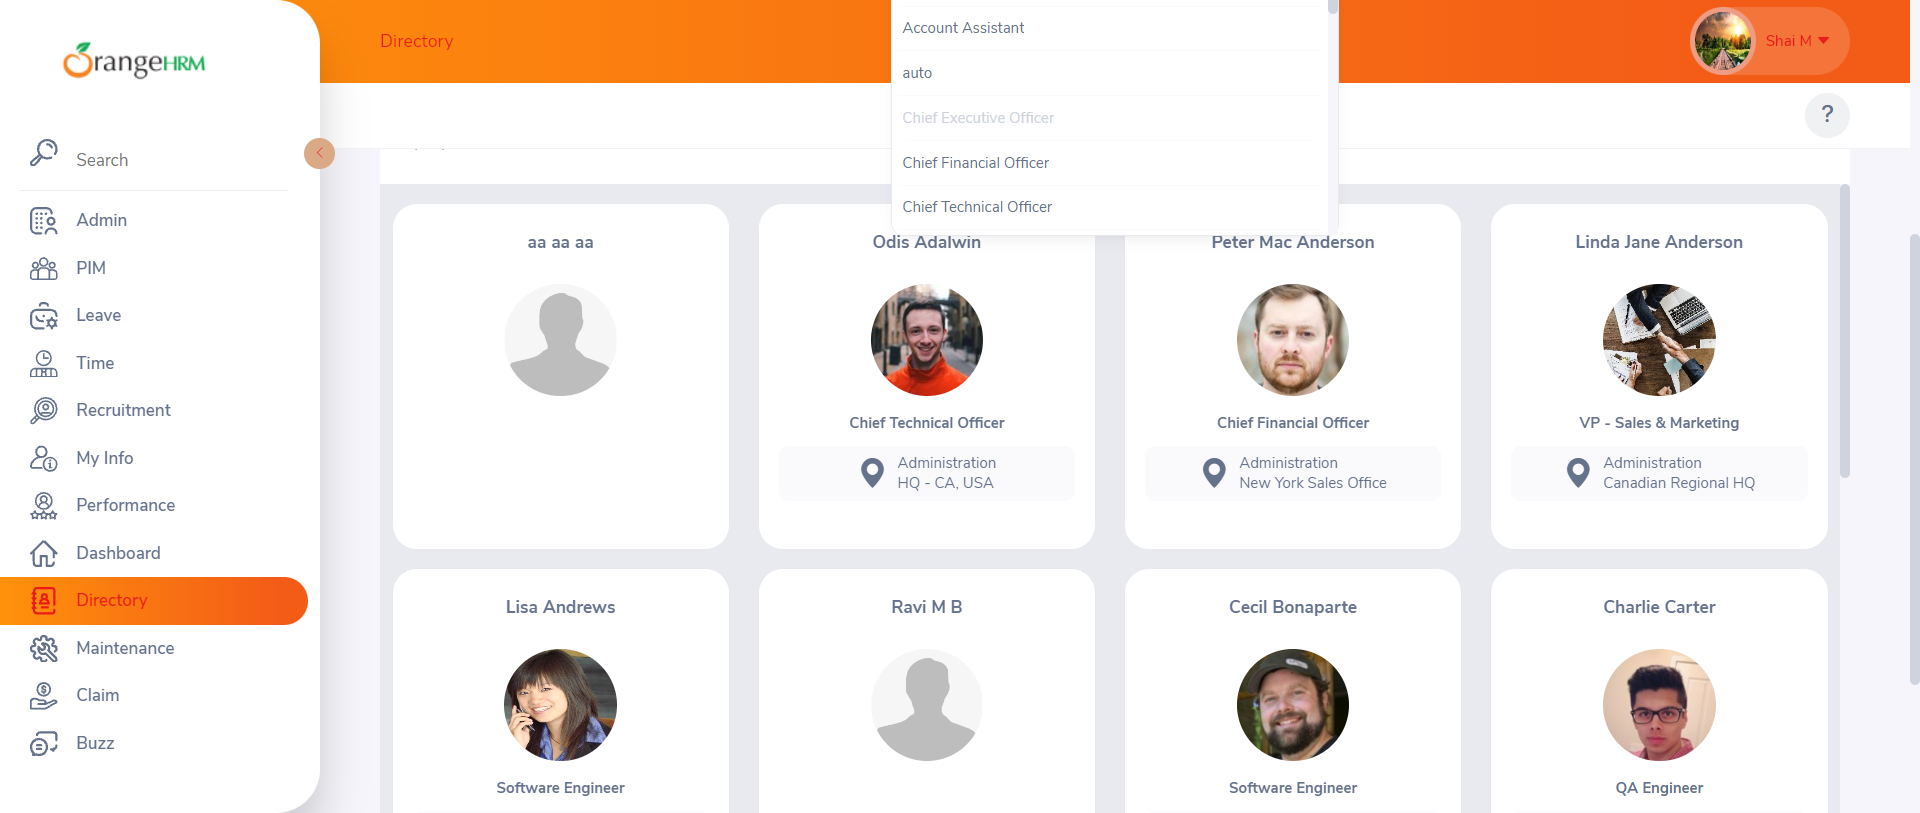 OrangeHRM
Search
Admin
PIM
Leave
Time
Recruitment
My Info
Performance
Dashboard
Directory
Maintenance
Claim
Buzz
Directory
Shai M
?
Account Assistant
auto
Chief Executive Officer
Chief Financial Officer
Chief Technical Officer
aa aa aa
Odis Adalwin
Chief Technical Officer
Administration
HQ - CA, USA
Peter Mac Anderson
Chief Financial Officer
Administration
New York Sales Office
Linda Jane Anderson
VP - Sales & Marketing
Administration
Canadian Regional HQ
Lisa Andrews
Software Engineer
Ravi M B
Cecil Bonaparte
Software Engineer
Charlie Carter
QA Engineer